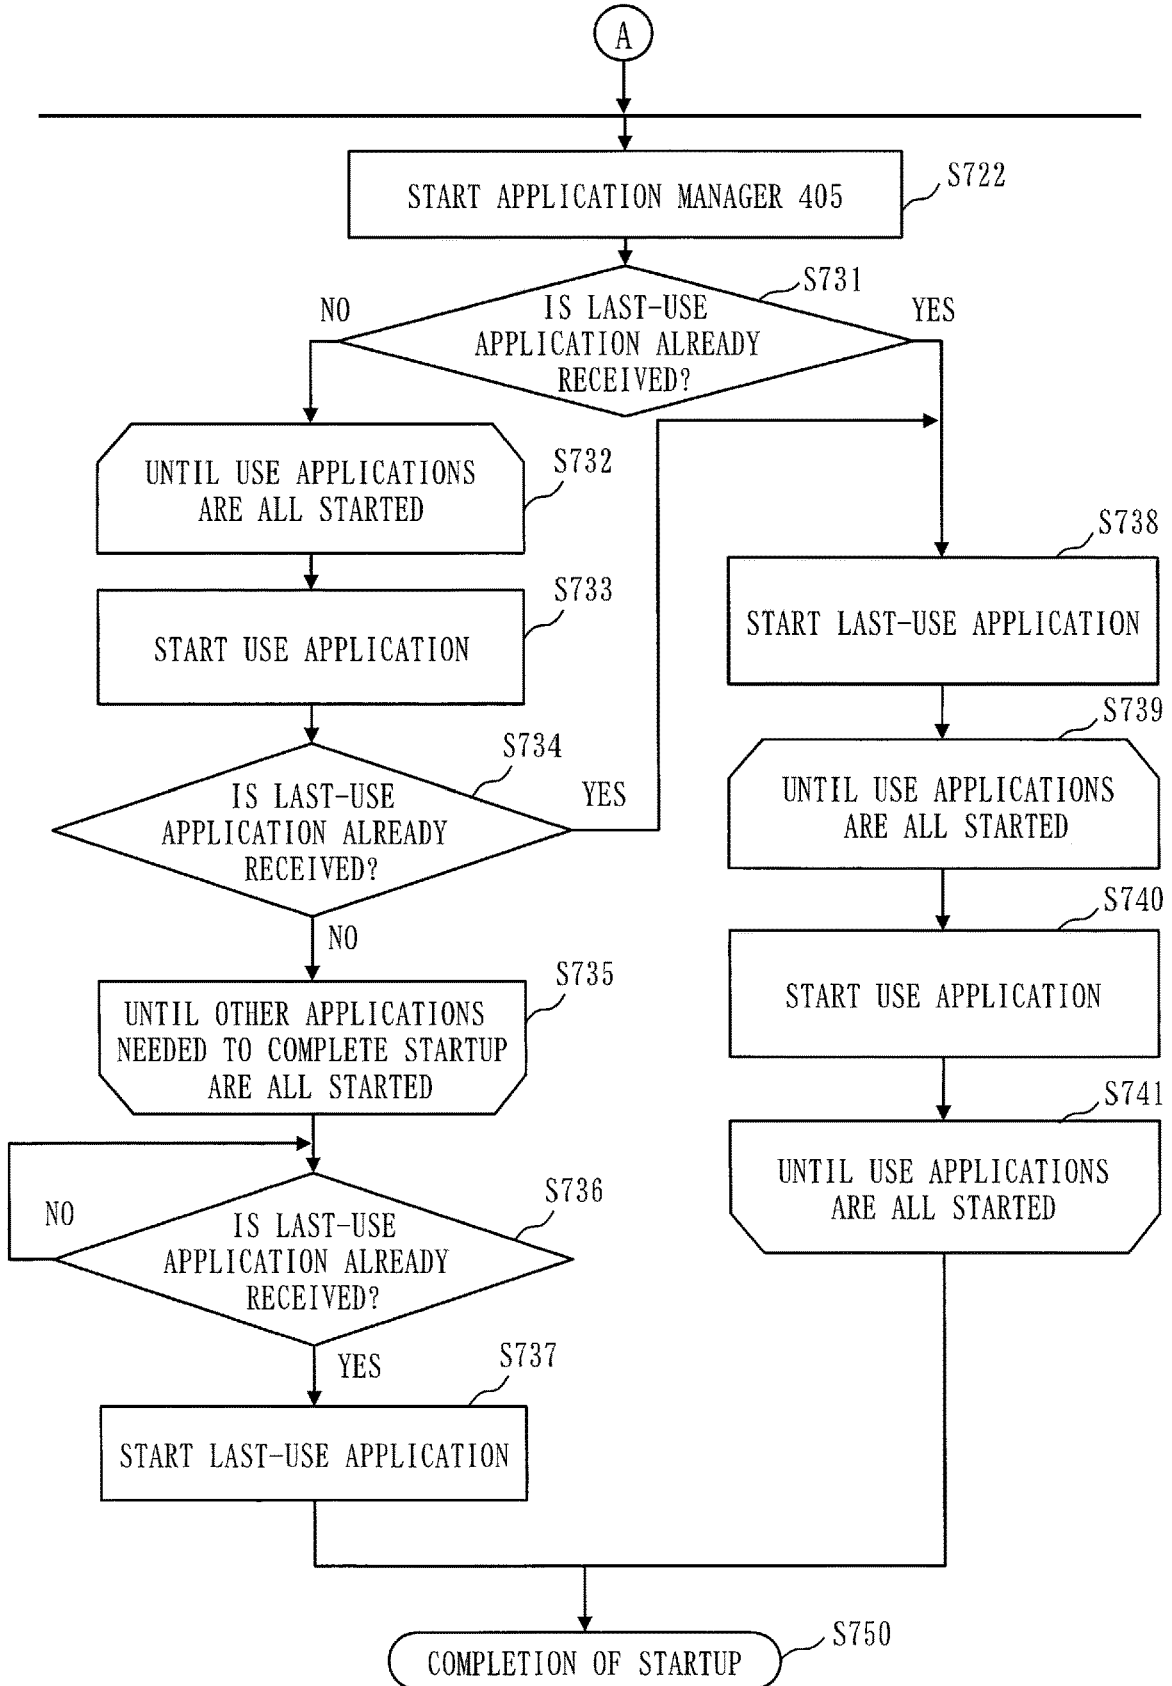 A
START APPLICATION MANAGER 405
S722
S731
NO
IS LAST-USE
APPLICATION ALREADY
RECEIVED?
YES
UNTIL USE APPLICATIONS
ARE ALL STARTED
S732
START USE APPLICATION
S733
IS LAST-USE
APPLICATION ALREADY
RECEIVED?
S734
YES
NO
UNTIL OTHER APPLICATIONS
NEEDED TO COMPLETE STARTUP
ARE ALL STARTED
S735
IS LAST-USE
APPLICATION ALREADY
RECEIVED?
S736
NO
YES
START LAST-USE APPLICATION
S737
S738
START LAST-USE APPLICATION
S739
UNTIL USE APPLICATIONS
ARE ALL STARTED
S740
START USE APPLICATION
S741
UNTIL USE APPLICATIONS
ARE ALL STARTED
COMPLETION OF STARTUP
S750